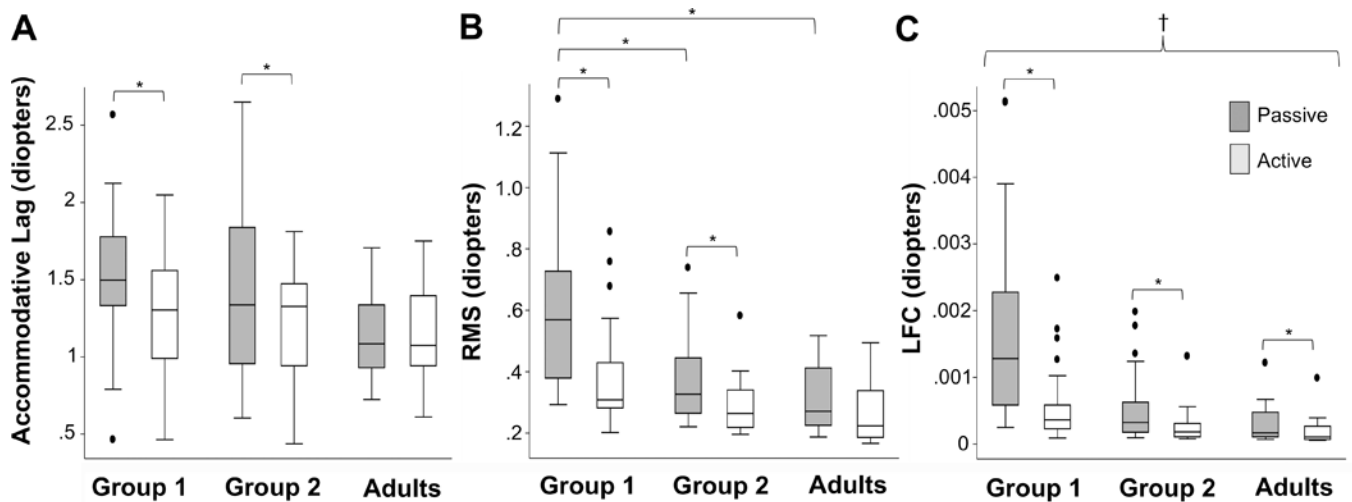 A
Accommodative Lag (diopters)
*
*
2.5
2
1.5
1
.5
Group 1 Group 2 Adults
B
RMS (diopters)
*
*
*
*
1.2
1.0
.8
.6
.4
.2
Group 1 Group 2 Adults
C
LFC (diopters)
†
*
*
*
.005
.004
.003
.002
.001
0
Passive
Active
Group 1 Group 2 Adults